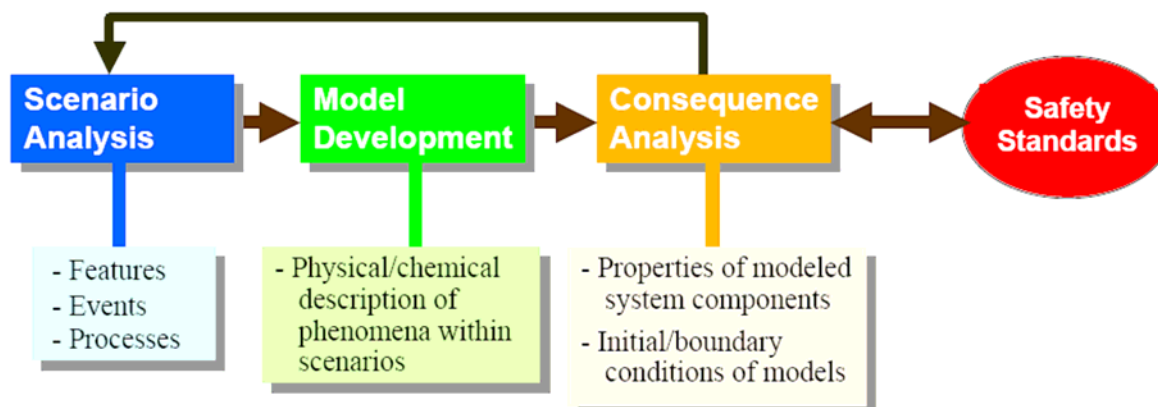 Scenario
Analysis
Model
Development
Consequence
Analysis
Safety
Standards
- Features
- Events
- Processes
- Physical/chemical
description of
phenomena within
scenarios
- Properties of modeled
system components
- Initial/boundary
conditions of models